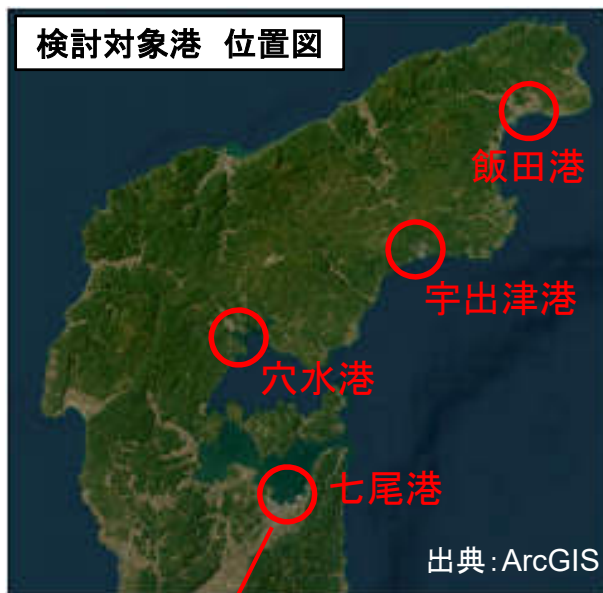 検討対象港 位置図
飯田港
宇出津港
穴水港
七尾港
出典：ArcGIS